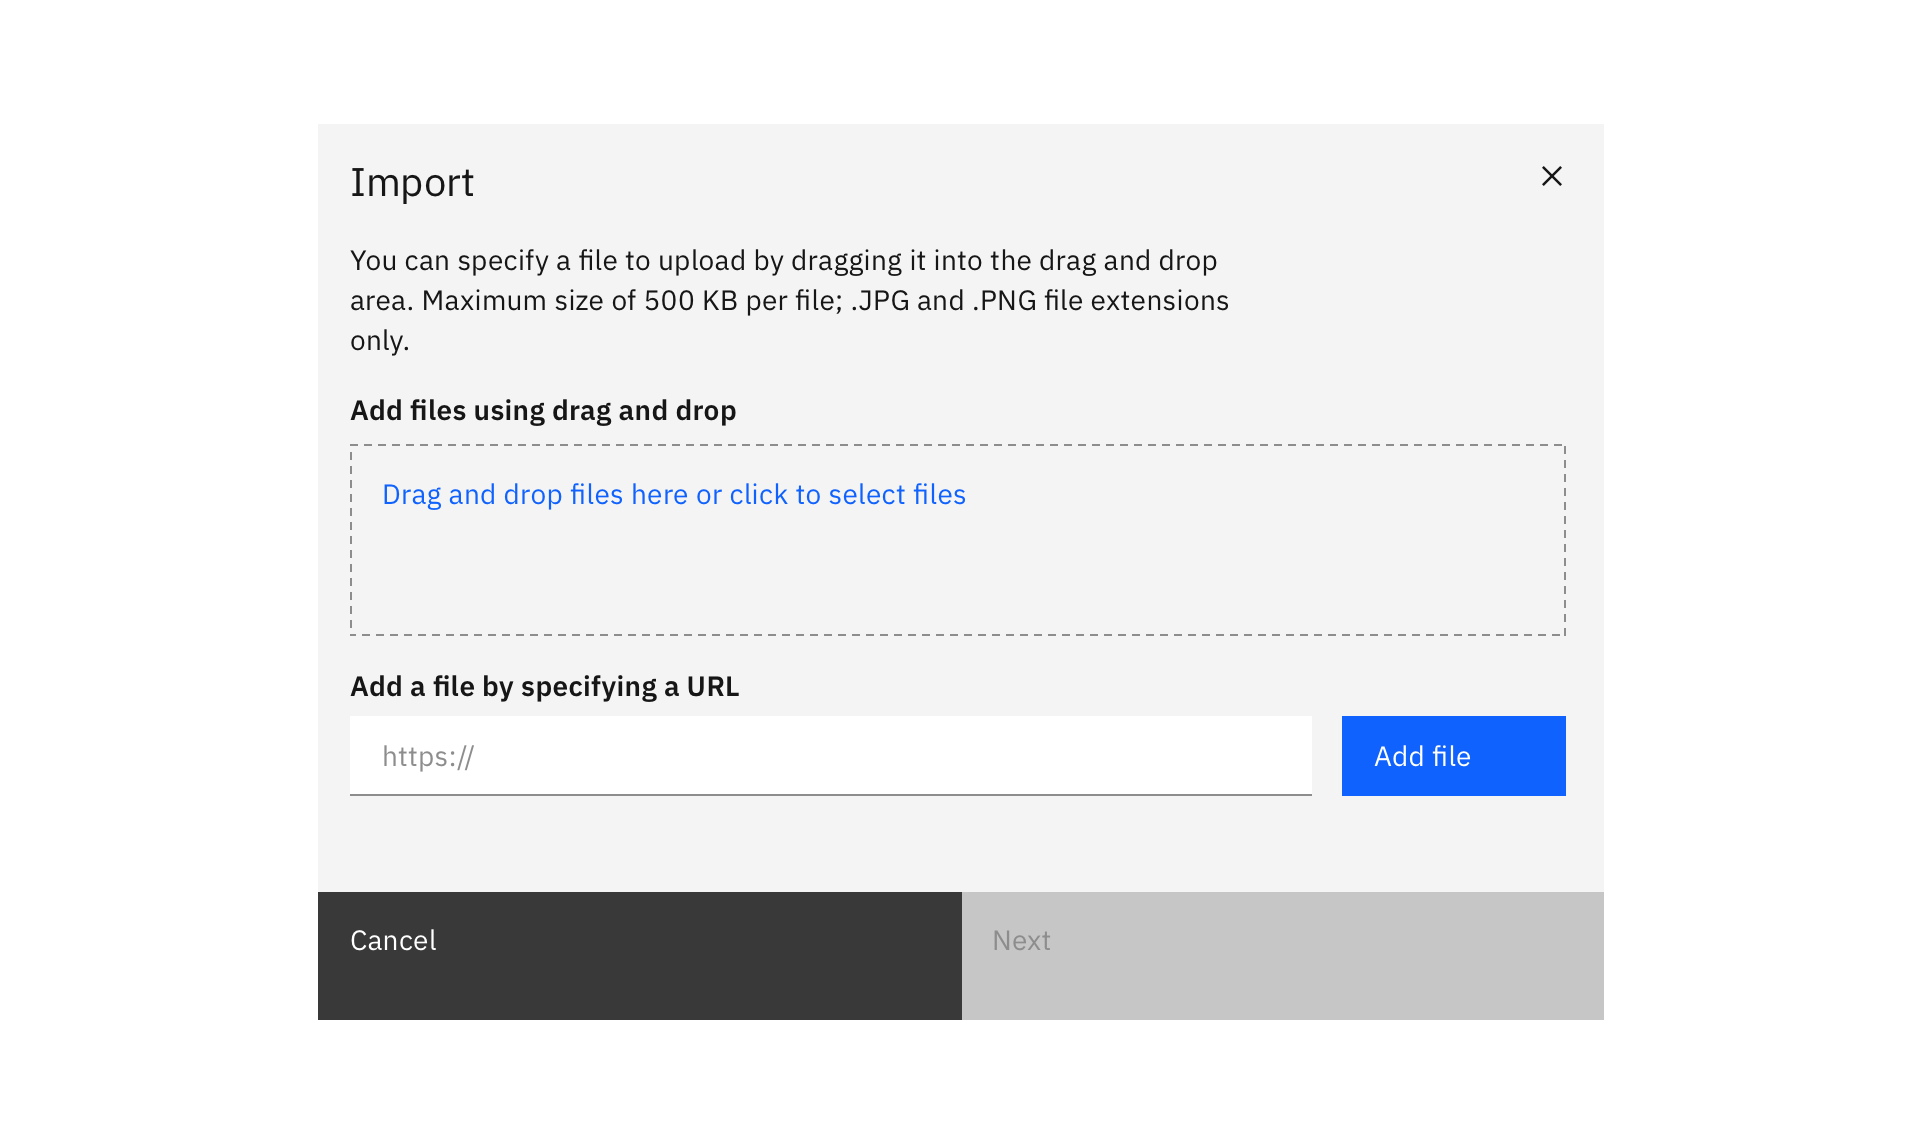 Import
You can specify a file to upload by dragging it into the drag and drop
area. Maximum size of 500 KB per file; .JPG and .PNG file extensions
only.
Add files using drag and drop
Drag and drop files here or click to select files
Add a file by specifying a URL
https://
Add file
Cancel
Next